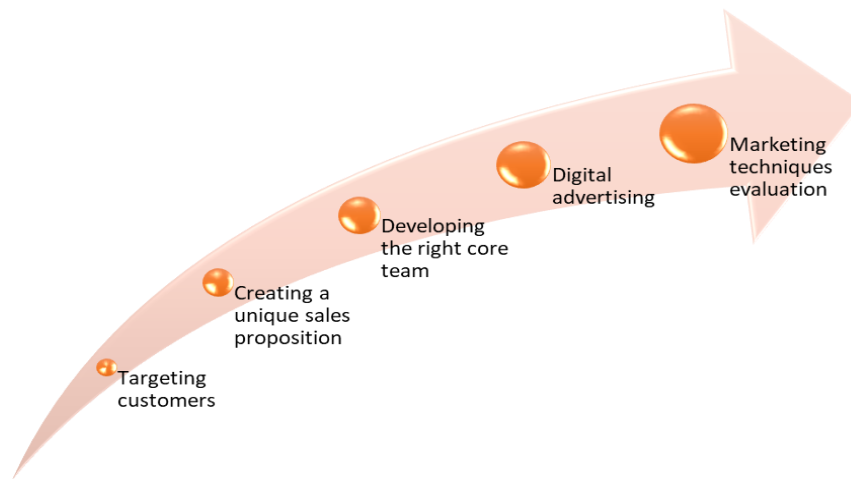 Targeting
customers
Creating a
unique sales
proposition
Developing
the right core
team
Digital
advertising
Marketing
techniques
evaluation